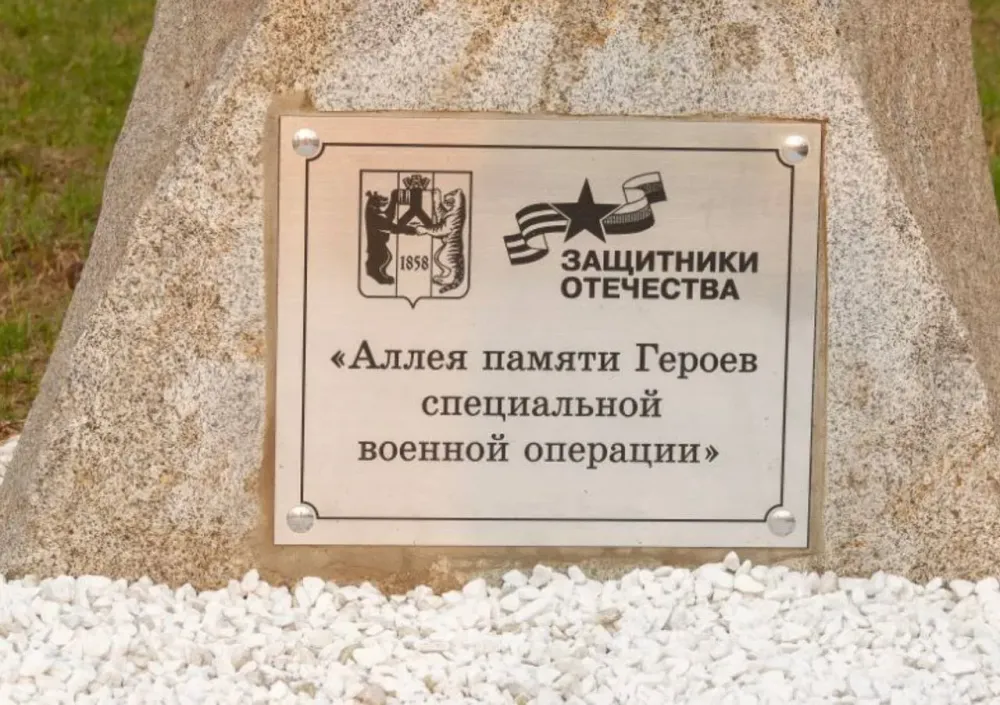 1858
ЗАЩИТНИКИ
ОТЕЧЕСТВА
«Аллея памяти Героев
специальной
военной операции»